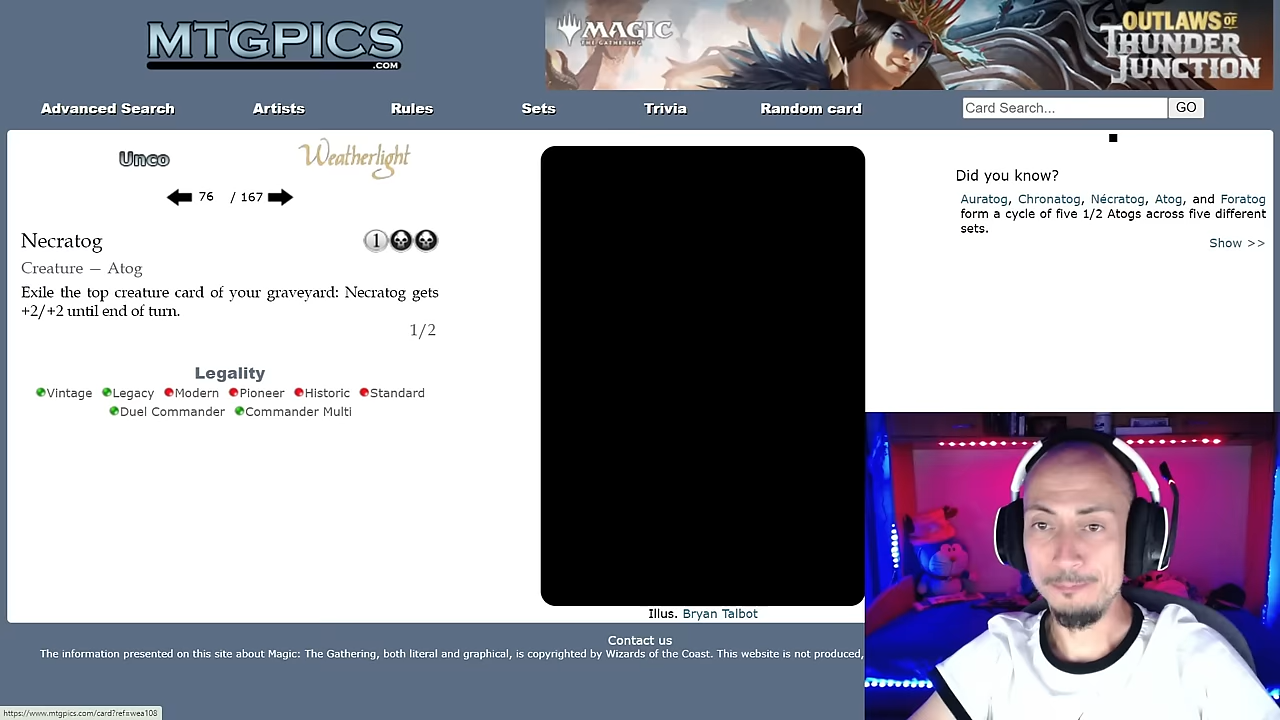 MTGPICS
.COM
MAGIC
THE GATHERING
OUTLAWS OF
THUNDER
JUNCTION
Advanced Search
Artists
Rules
Sets
Trivia
Random card
Card Search...
GO
Unco
Weatherlight
76 / 167
Necratog
1
Creature — Atog
Exile the top creature card of your graveyard: Necratog gets
+2/+2 until end of turn.
1/2
Legality
Vintage Legacy Modern Pioneer Historic Standard
Duel Commander Commander Multi
Illus. Bryan Talbot
Did you know?
Auratog, Chronatog, Nécratog, Atog, and Foratog
form a cycle of five 1/2 Atogs across five different
sets.
Show >>
Contact us
The information presented on this site about Magic: The Gathering, both literal and graphical, is copyrighted by Wizards of the Coast. This website is not produced,
https://www.mtgpics.com/card?ref=wea108